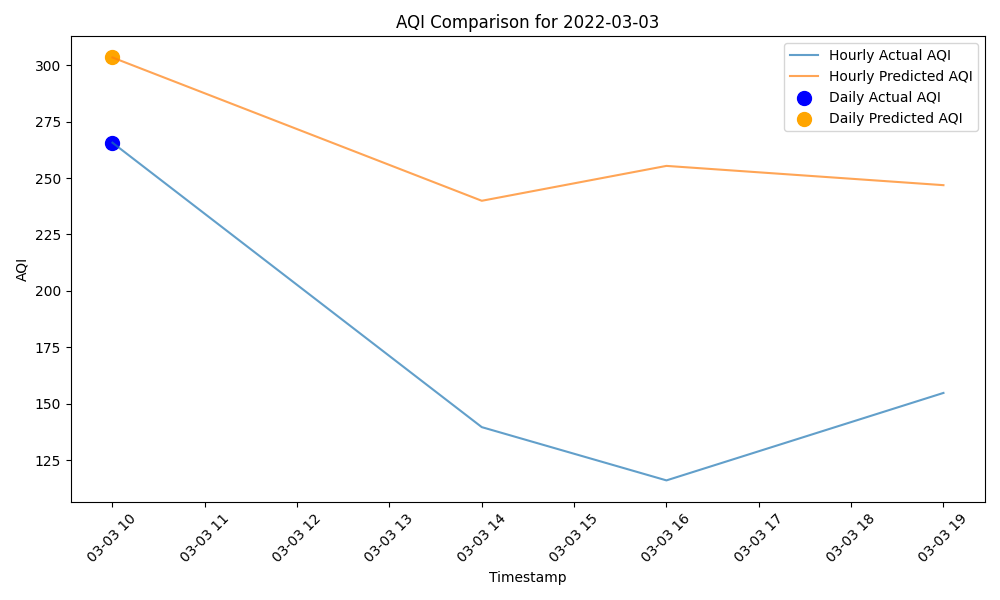 AQI Comparison for 2022-03-03
Hourly Actual AQI
Hourly Predicted AQI
Daily Actual AQI
Daily Predicted AQI
AQI
300
275
250
225
200
175
150
125
03-03 10
03-03 11
03-03 12
03-03 13
03-03 14
03-03 15
03-03 16
03-03 17
03-03 18
03-03 19
Timestamp